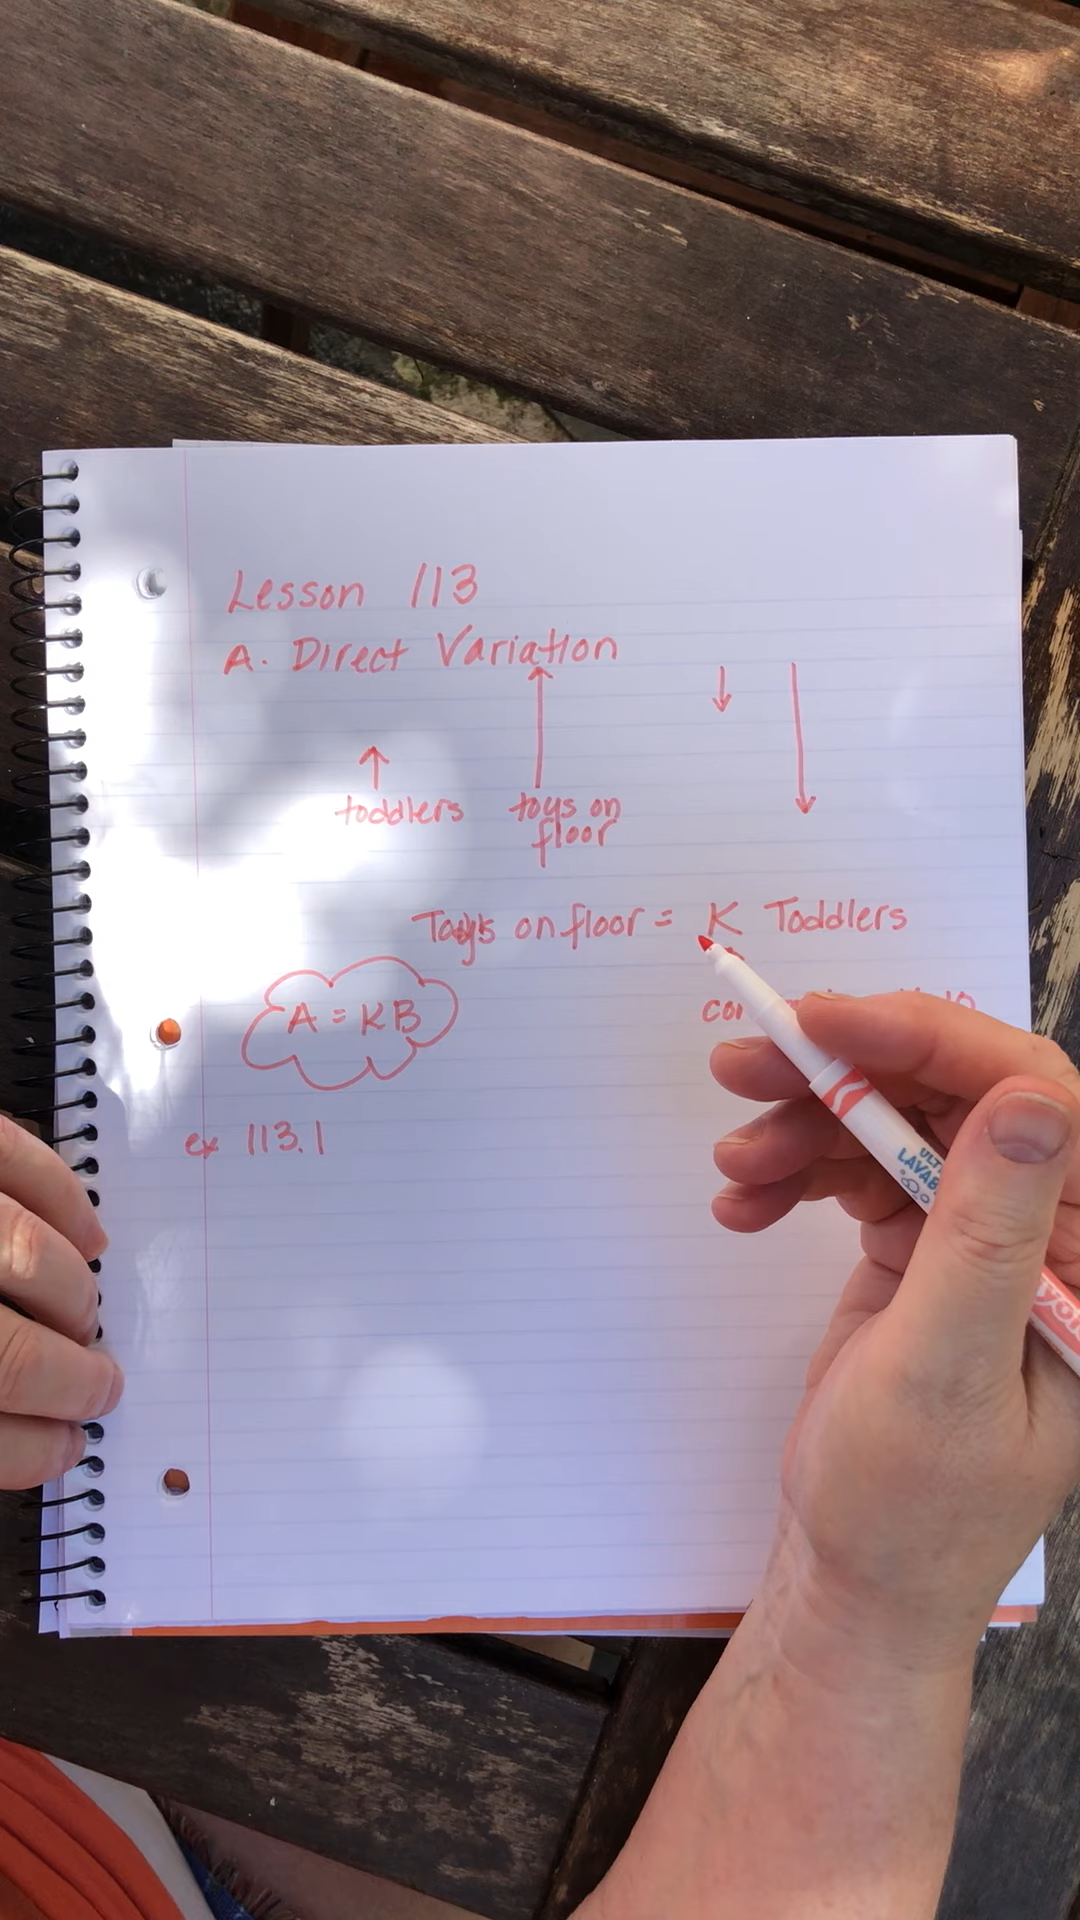 Lesson 113
A. Direct Variation
toddlers toys on
floor
Toys on floor = K Toddlers
A = KB
ex 113.1